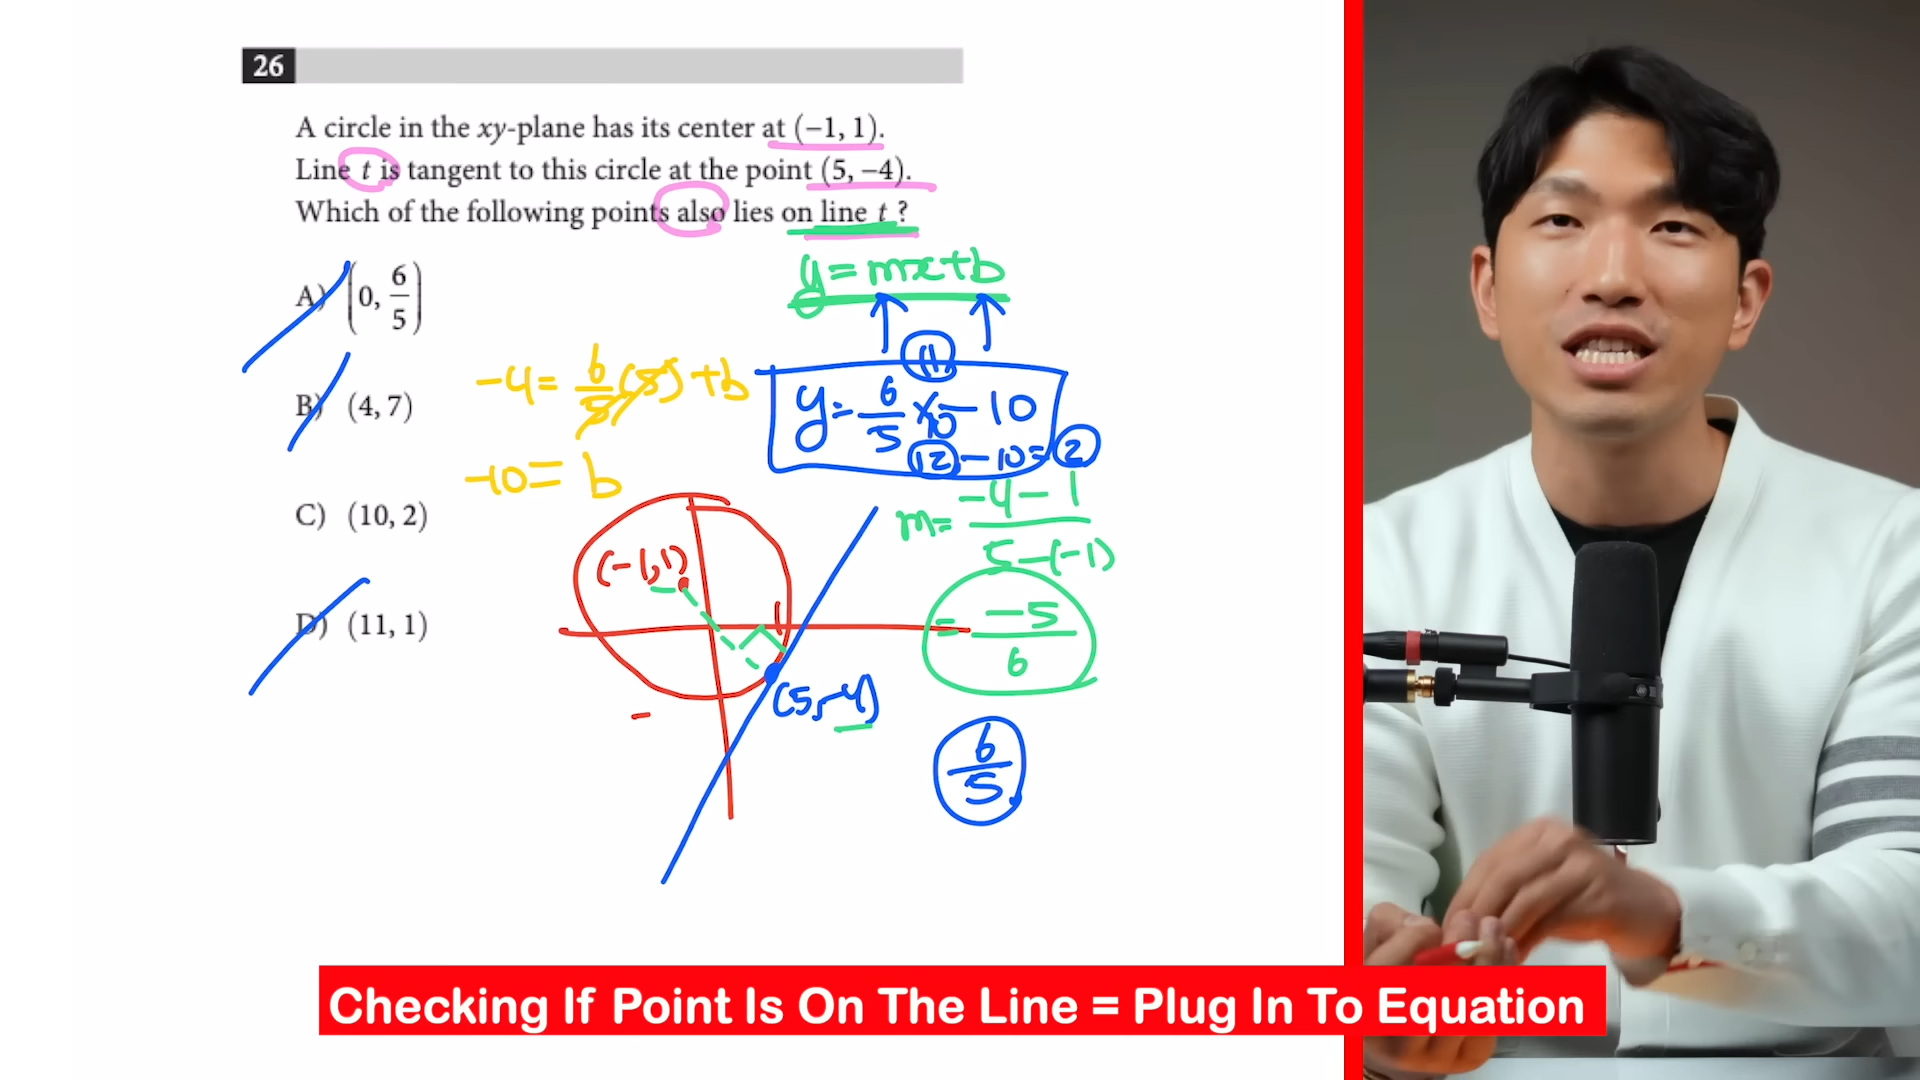 26
A circle in the xy-plane has its center at (−1, 1).
Line t is tangent to this circle at the point (5, −4).
Which of the following points also lies on line t ?
y = mx+b
A) (0, 6/5)
(11)
-4 = 6/5 (5) + b
y = 6/5 x - 10
10
B) (4, 7)
12 - 10 = 2
-10 = b
C) (10, 2)
m = -4 - 1 / 5 - (-1)
(-1, 1)
D) (11, 1)
= -5/6
(5, -4)
6/5
Checking If Point Is On The Line = Plug In To Equation